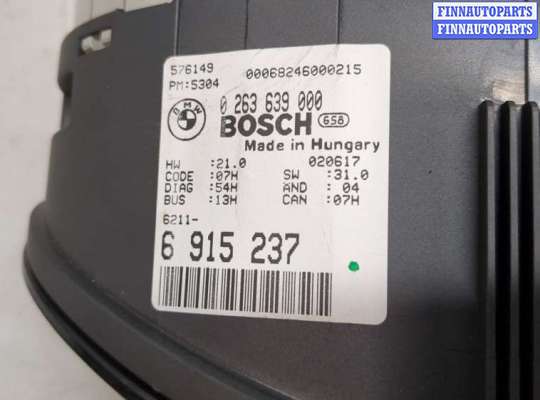 FINNAUTOPARTS
FINNAUTOPARTS
576149 00068246000215
PM:5304
BMW 0 263 639 000
BOSCH 6S8
Made in Hungary
HW :21.0 020617
CODE :07H SW :31.0
DIAG :54H AND : 04
BUS :13H CAN :07H
6211-
6 915 237